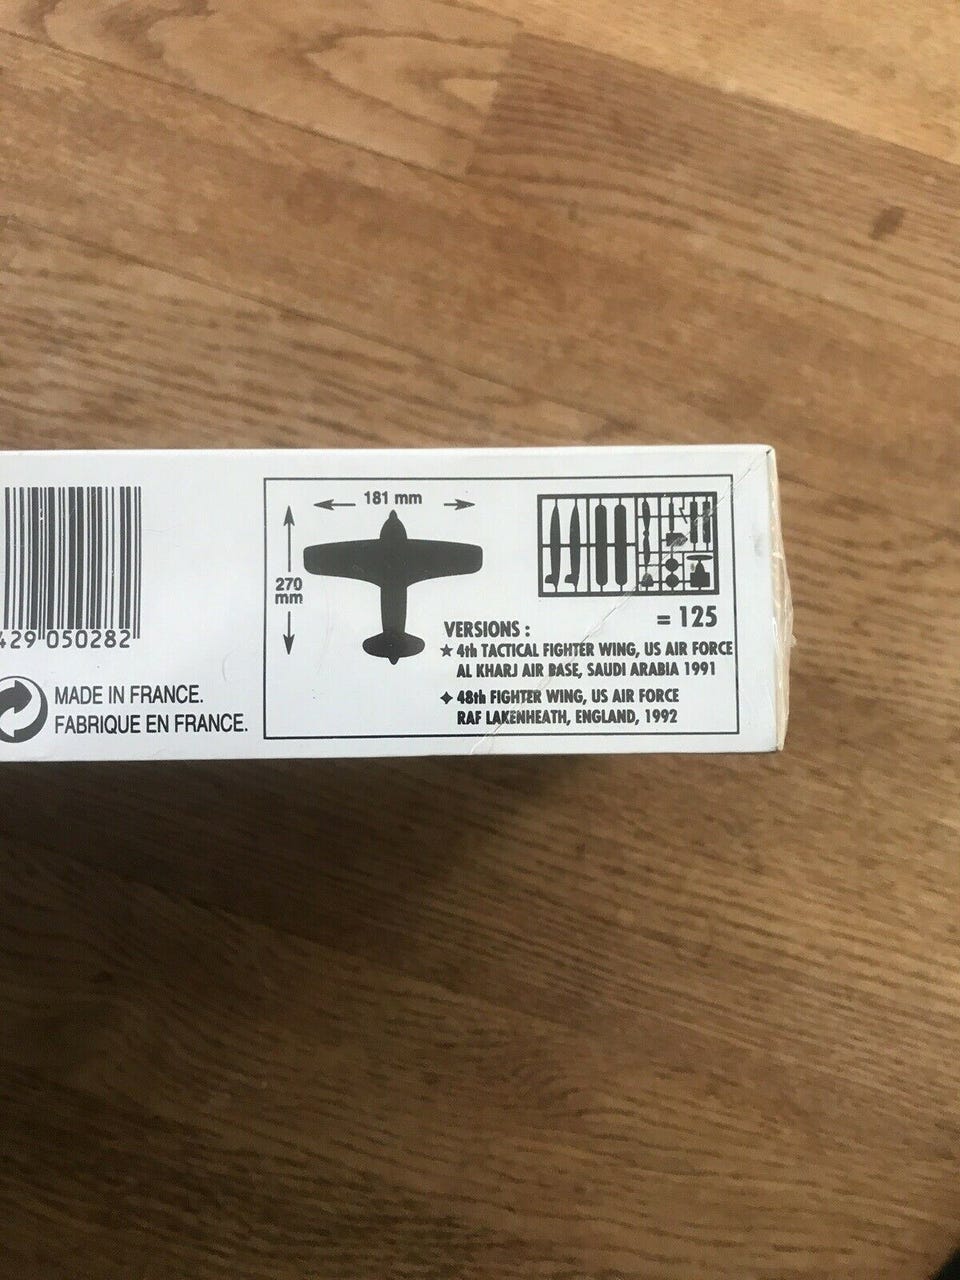 429 050282
MADE IN FRANCE.
FABRIQUE EN FRANCE.
181 mm
270
mm
= 125
VERSIONS :
★ 4th TACTICAL FIGHTER WING, US AIR FORCE
AL KHARJ AIR BASE, SAUDI ARABIA 1991
✦ 48th FIGHTER WING, US AIR FORCE
RAF LAKENHEATH, ENGLAND, 1992